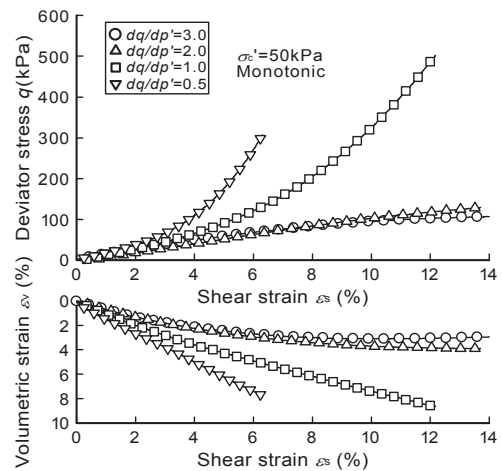 dq/dp'=3.0
dq/dp'=2.0
dq/dp'=1.0
dq/dp'=0.5
σc'=50kPa
Monotonic
Deviator stress q(kPa)
600
500
400
300
200
100
0
0 2 4 6 8 10 12 14
Shear strain εs (%)
Volumetric strain εv (%)
0
2
4
6
8
10
0 2 4 6 8 10 12 14
Shear strain εs (%)